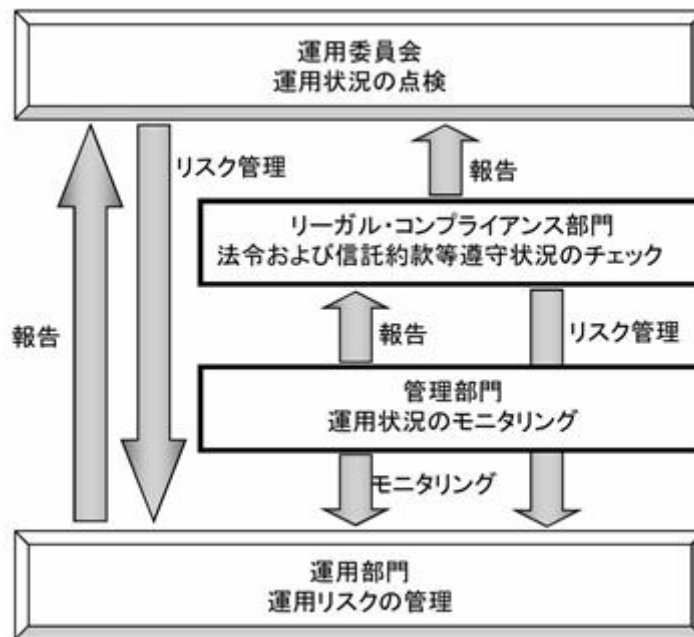 運用委員会
運用状況の点検
リスク管理
報告
リーガル・コンプライアンス部門
法令および信託約款等遵守状況のチェック
報告
報告
リスク管理
管理部門
運用状況のモニタリング
モニタリング
運用部門
運用リスクの管理